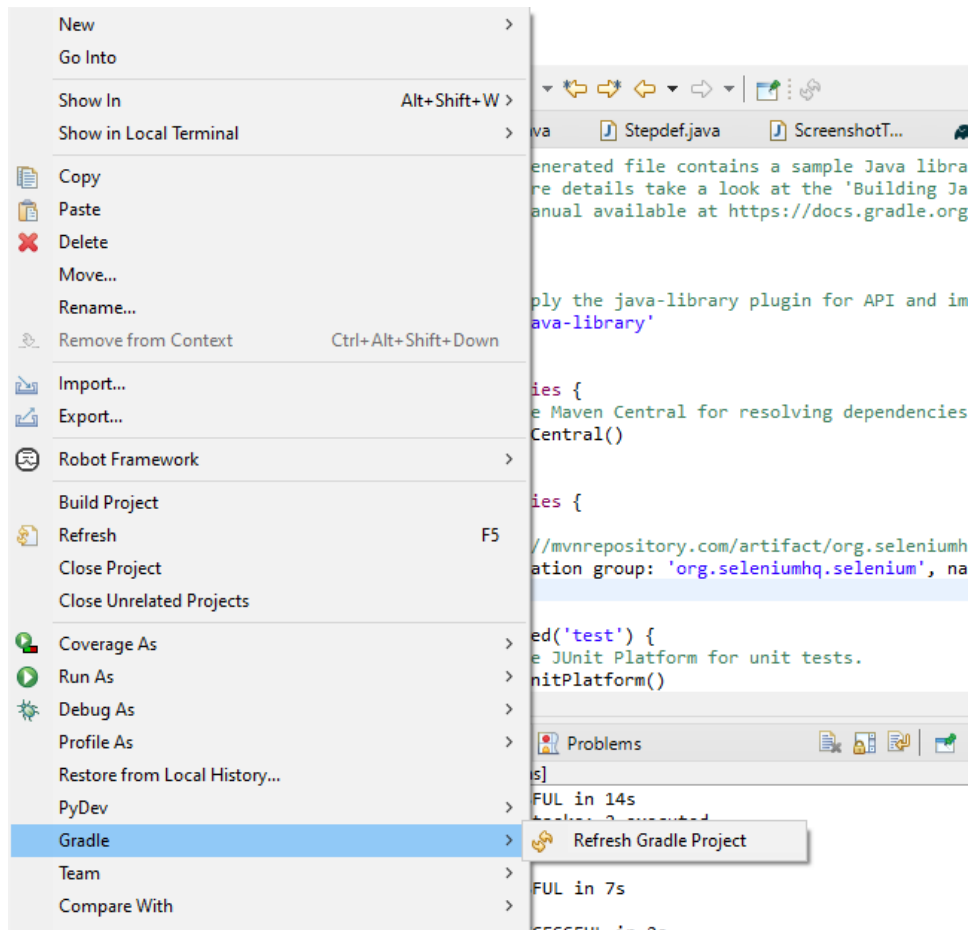 New
Go Into
Show In Alt+Shift+W
Show in Local Terminal
Copy
Paste
Delete
Move...
Rename...
Remove from Context Ctrl+Alt+Shift+Down
Import...
Export...
Robot Framework
Build Project
Refresh F5
Close Project
Close Unrelated Projects
Coverage As
Run As
Debug As
Profile As
Restore from Local History...
PyDev
Gradle
Team
Compare With
Refresh Gradle Project
va Stepdef.java ScreenshotT...
enerated file contains a sample Java libra
re details take a look at the 'Building Ja
anual available at https://docs.gradle.org
ply the java-library plugin for API and im
ava-library'
ies {
e Maven Central for resolving dependencies
Central()
ies {
//mvnrepository.com/artifact/org.seleniumh
ation group: 'org.seleniumhq.selenium', na
ed('test') {
e JUnit Platform for unit tests.
nitPlatform()
Problems
s]
FUL in 14s
tasks: 2 executed
FUL in 7s